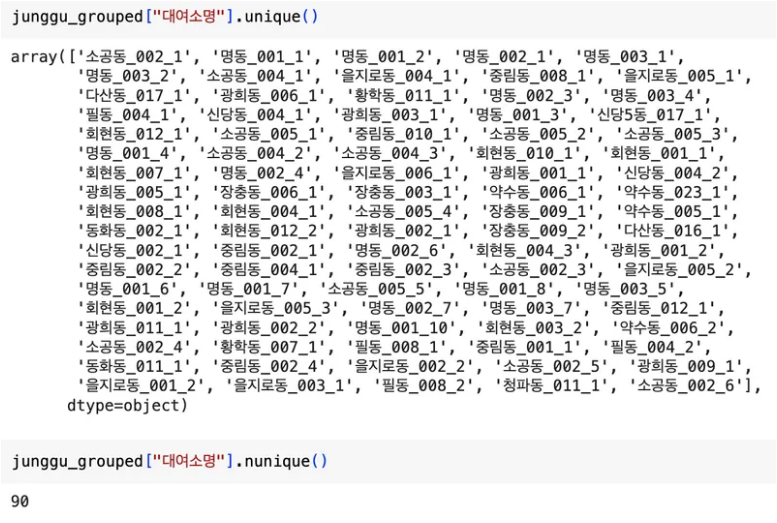 junggu_grouped["대여소명"].unique()
array(['소공동_002_1', '명동_001_1', '명동_001_2', '명동_002_1', '명동_003_1',
'명동_003_2', '소공동_004_1', '을지로동_004_1', '중림동_008_1', '을지로동_005_1',
'다산동_017_1', '광희동_006_1', '황학동_011_1', '명동_002_3', '명동_003_4',
'필동_004_1', '신당동_004_1', '광희동_003_1', '명동_001_3', '신당5동_017_1',
'회현동_012_1', '소공동_005_1', '중림동_010_1', '소공동_005_2', '소공동_005_3',
'명동_001_4', '소공동_004_2', '소공동_004_3', '회현동_010_1', '회현동_001_1',
'회현동_007_1', '명동_002_4', '을지로동_006_1', '광희동_001_1', '신당동_004_2',
'광희동_005_1', '장충동_006_1', '장충동_003_1', '약수동_006_1', '약수동_023_1',
'회현동_008_1', '회현동_004_1', '소공동_005_4', '장충동_009_1', '약수동_005_1',
'동화동_002_1', '회현동_012_2', '광희동_002_1', '장충동_009_2', '다산동_016_1',
'신당동_002_1', '중림동_002_1', '명동_002_6', '회현동_004_3', '광희동_001_2',
'중림동_002_2', '중림동_004_1', '중림동_002_3', '소공동_002_3', '을지로동_005_2',
'명동_001_6', '명동_001_7', '소공동_005_5', '명동_001_8', '명동_003_5',
'회현동_001_2', '을지로동_005_3', '명동_002_7', '명동_003_7', '중림동_012_1',
'광희동_011_1', '광희동_002_2', '명동_001_10', '회현동_003_2', '약수동_006_2',
'소공동_002_4', '황학동_007_1', '필동_008_1', '중림동_001_1', '필동_004_2',
'동화동_011_1', '중림동_002_4', '을지로동_002_2', '소공동_002_5', '광희동_009_1',
'을지로동_001_2', '을지로동_003_1', '필동_008_2', '청파동_011_1', '소공동_002_6'],
dtype=object)
junggu_grouped["대여소명"].nunique()
90